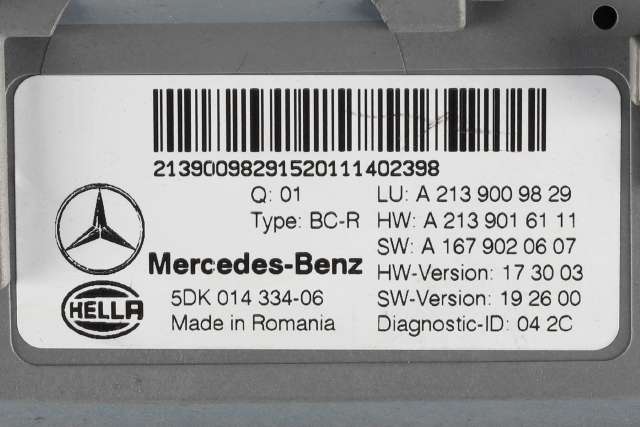 21390098291520111402398
Q: 01
Type: BC-R
Mercedes-Benz
HELLA
5DK 014 334-06
Made in Romania
LU: A 213 900 98 29
HW: A 213 901 61 11
SW: A 167 902 06 07
HW-Version: 17 30 03
SW-Version: 19 26 00
Diagnostic-ID: 04 2C